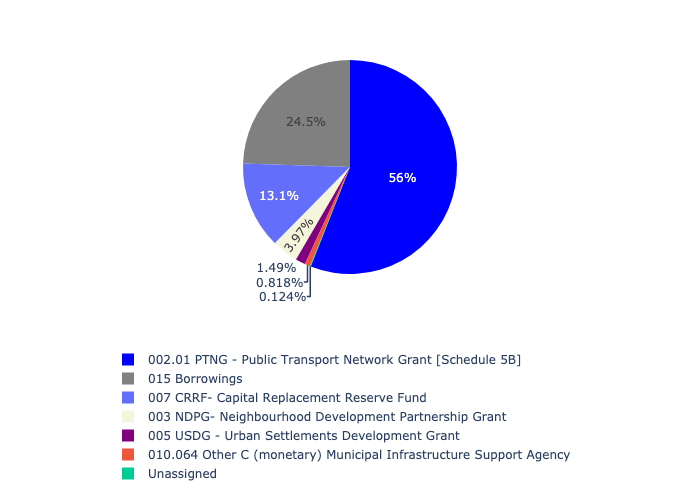 24.5%
56%
13.1%
3.97%
1.49%
0.818%
0.124%
002.01 PTNG - Public Transport Network Grant [Schedule 5B]
015 Borrowings
007 CRRF- Capital Replacement Reserve Fund
003 NDPG- Neighbourhood Development Partnership Grant
005 USDG - Urban Settlements Development Grant
010.064 Other C (monetary) Municipal Infrastructure Support Agency
Unassigned